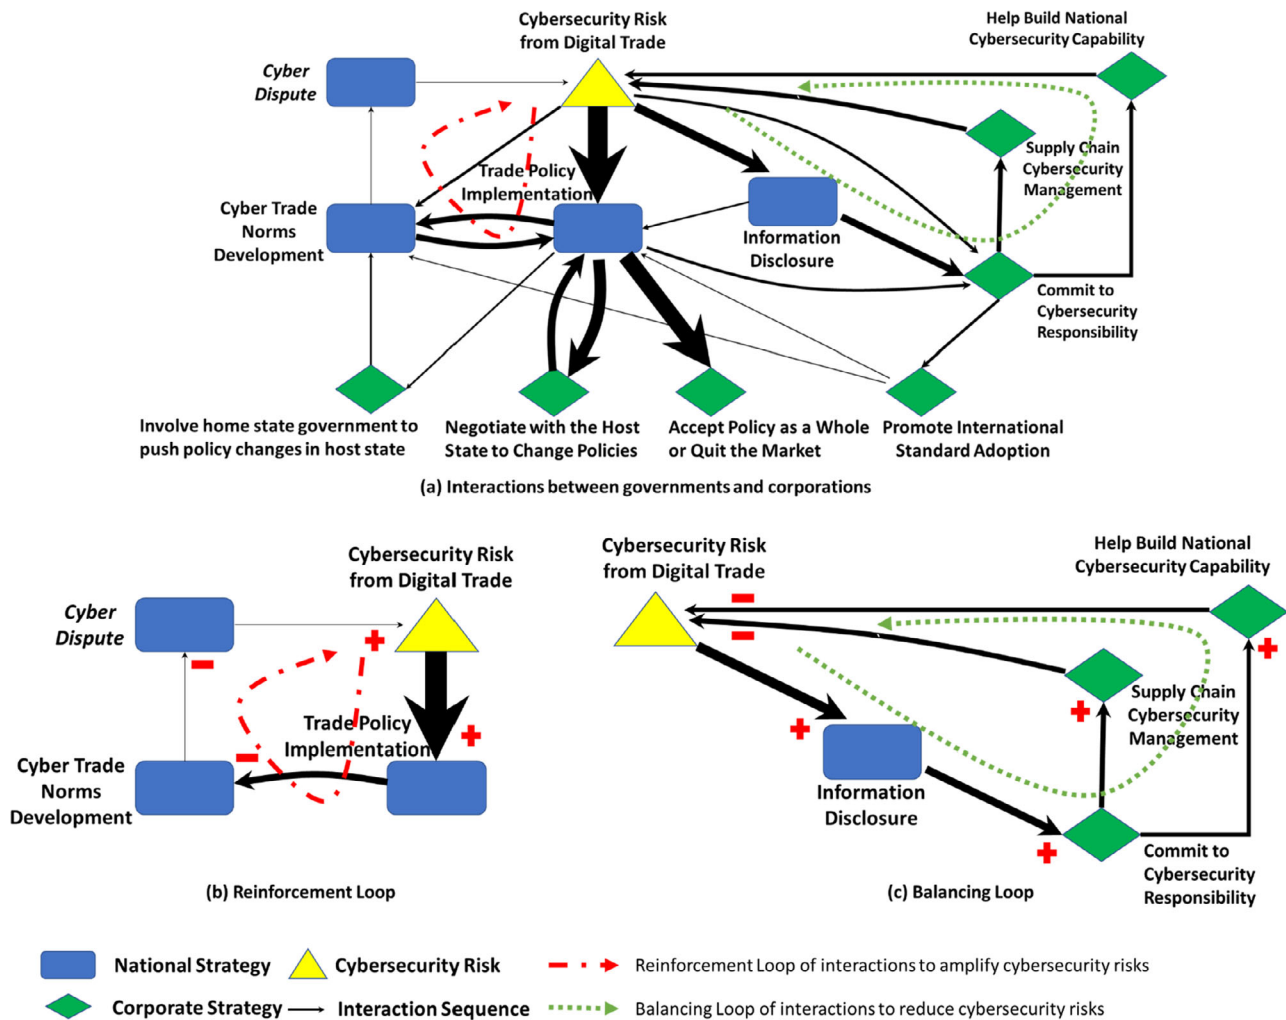 Cybersecurity Risk
from Digital Trade
Help Build National
Cybersecurity Capability
Cyber
Dispute
Supply Chain
Cybersecurity
Management
Trade Policy
Implementation
Cyber Trade
Norms
Development
Information
Disclosure
Commit to
Cybersecurity
Responsibility
Involve home state government to
push policy changes in host state
Negotiate with the Host
State to Change Policies
Accept Policy as a Whole
or Quit the Market
Promote International
Standard Adoption
(a) Interactions between governments and corporations
Cybersecurity Risk
from Digital Trade
Cyber
Dispute
+
−
Trade Policy
Implementation
+
−
Cyber Trade
Norms
Development
(b) Reinforcement Loop
Cybersecurity Risk
from Digital Trade
Help Build National
Cybersecurity Capability
−
−
+
Supply Chain
Cybersecurity
Management
+
+
Information
Disclosure
+
Commit to
Cybersecurity
Responsibility
(c) Balancing Loop
National Strategy
Cybersecurity Risk
Reinforcement Loop of interactions to amplify cybersecurity risks
Corporate Strategy
Interaction Sequence
Balancing Loop of interactions to reduce cybersecurity risks